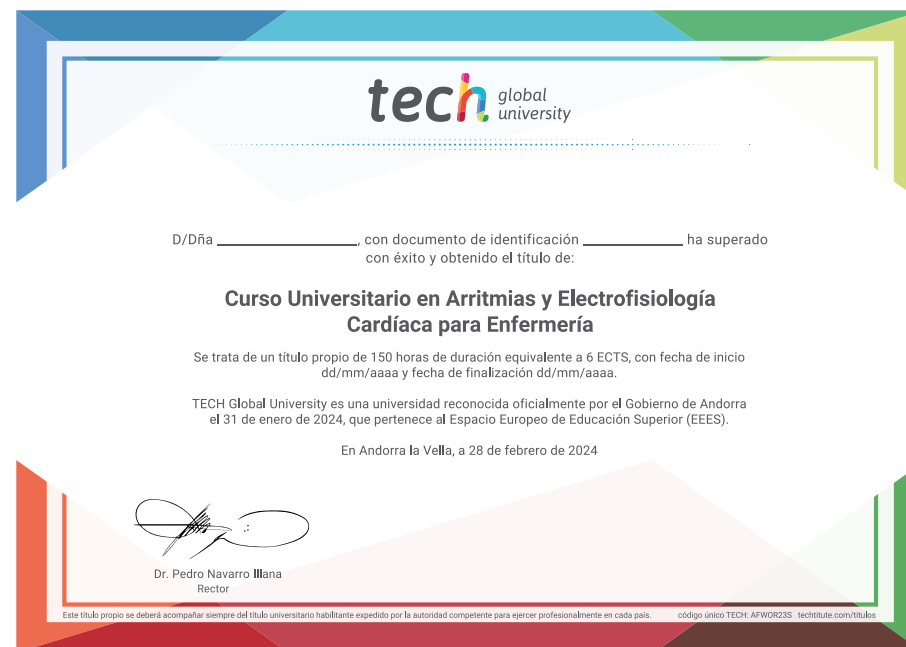 tech global
university
D/Dña ____________________, con documento de identificación ______________ ha superado
con éxito y obtenido el título de:
Curso Universitario en Arritmias y Electrofisiología
Cardíaca para Enfermería
Se trata de un título propio de 150 horas de duración equivalente a 6 ECTS, con fecha de inicio
dd/mm/aaaa y fecha de finalización dd/mm/aaaa.
TECH Global University es una universidad reconocida oficialmente por el Gobierno de Andorra
el 31 de enero de 2024, que pertenece al Espacio Europeo de Educación Superior (EEES).
En Andorra la Vella, a 28 de febrero de 2024
Dr. Pedro Navarro Illana
Rector
Este título propio se deberá acompañar siempre del título universitario habilitante expedido por la autoridad competente para ejercer profesionalmente en cada país. código único TECH: AFWOR23S techtitute.com/titulos